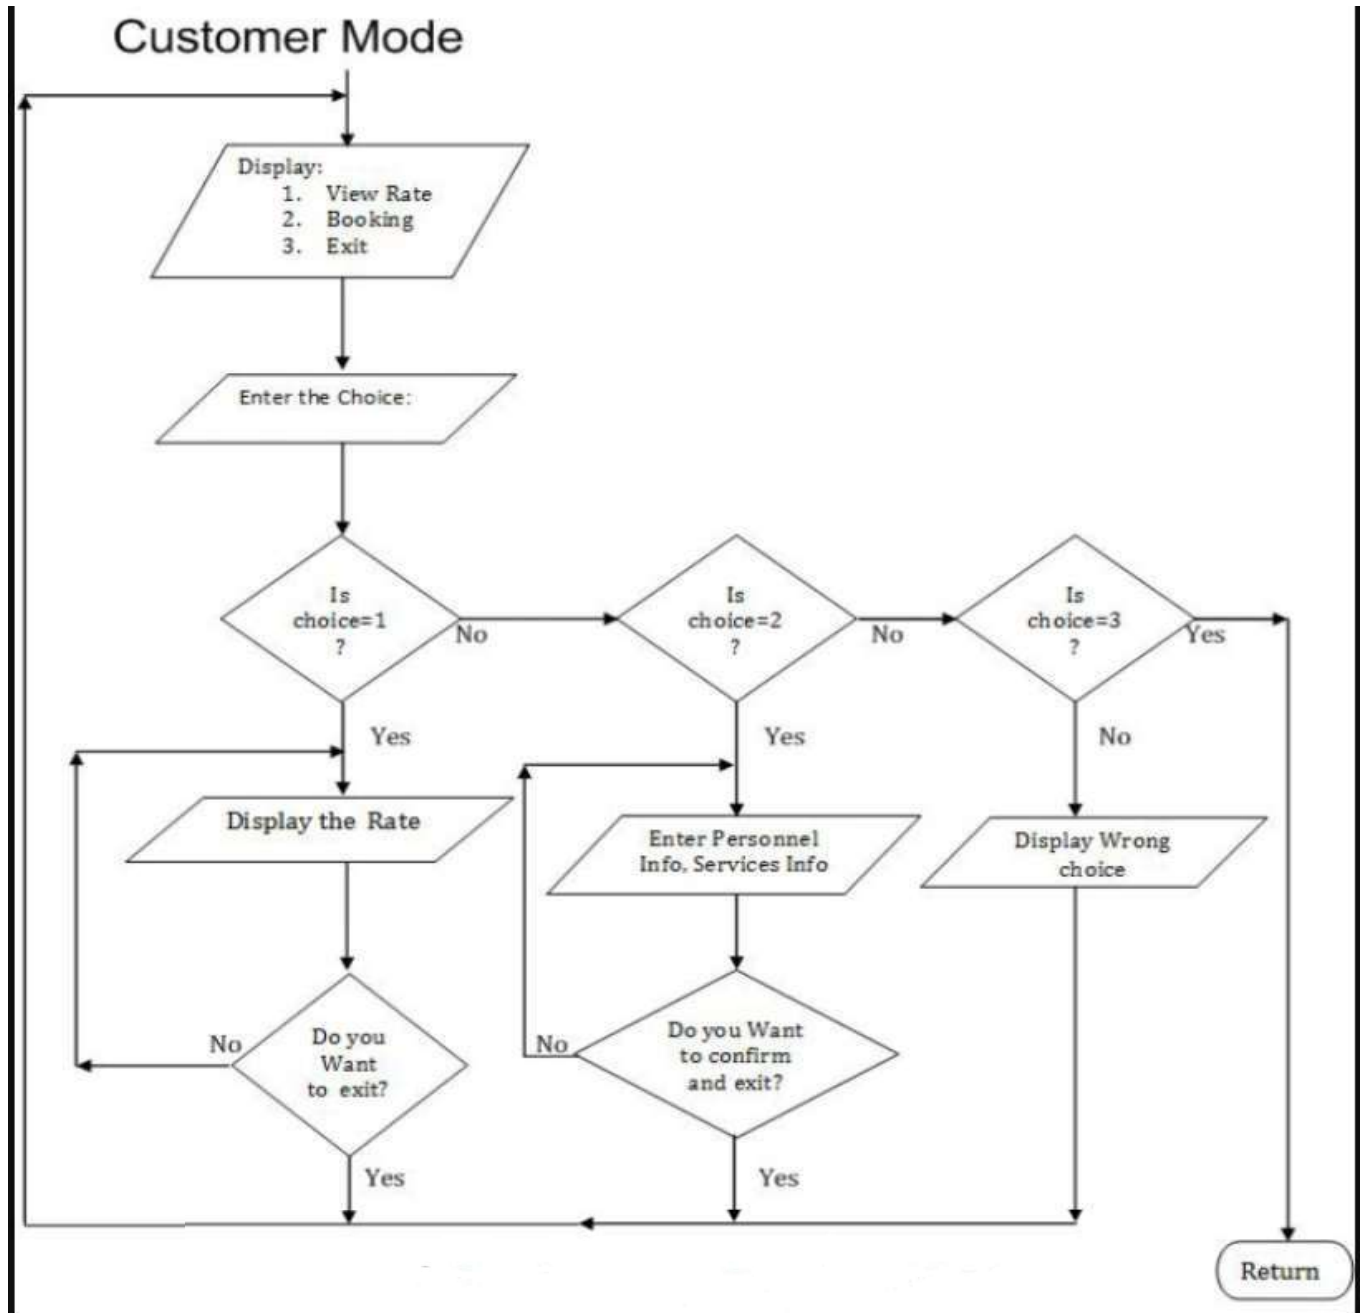 Customer Mode
Display:
1. View Rate
2. Booking
3. Exit
Enter the Choice:
Is
choice=1
?
No
Is
choice=2
?
No
Is
choice=3
?
Yes
Yes
Yes
No
Display the Rate
Enter Personnel
Info, Services Info
Display Wrong
choice
No
Do you
Want
to exit?
No
Do you Want
to confirm
and exit?
Yes
Yes
Return